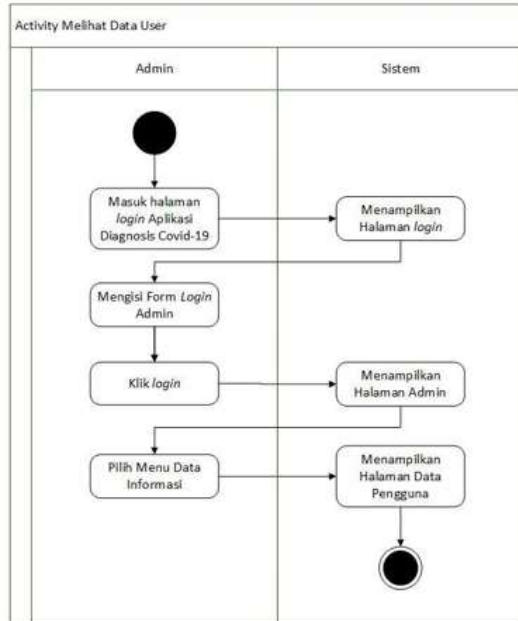 Activity Melihat Data User
Admin
Sistem
Masuk halaman
login Aplikasi
Diagnosis Covid-19
Menampilkan
Halaman login
Mengisi Form Login
Admin
Klik login
Menampilkan
Halaman Admin
Pilih Menu Data
Informasi
Menampilkan
Halaman Data
Pengguna